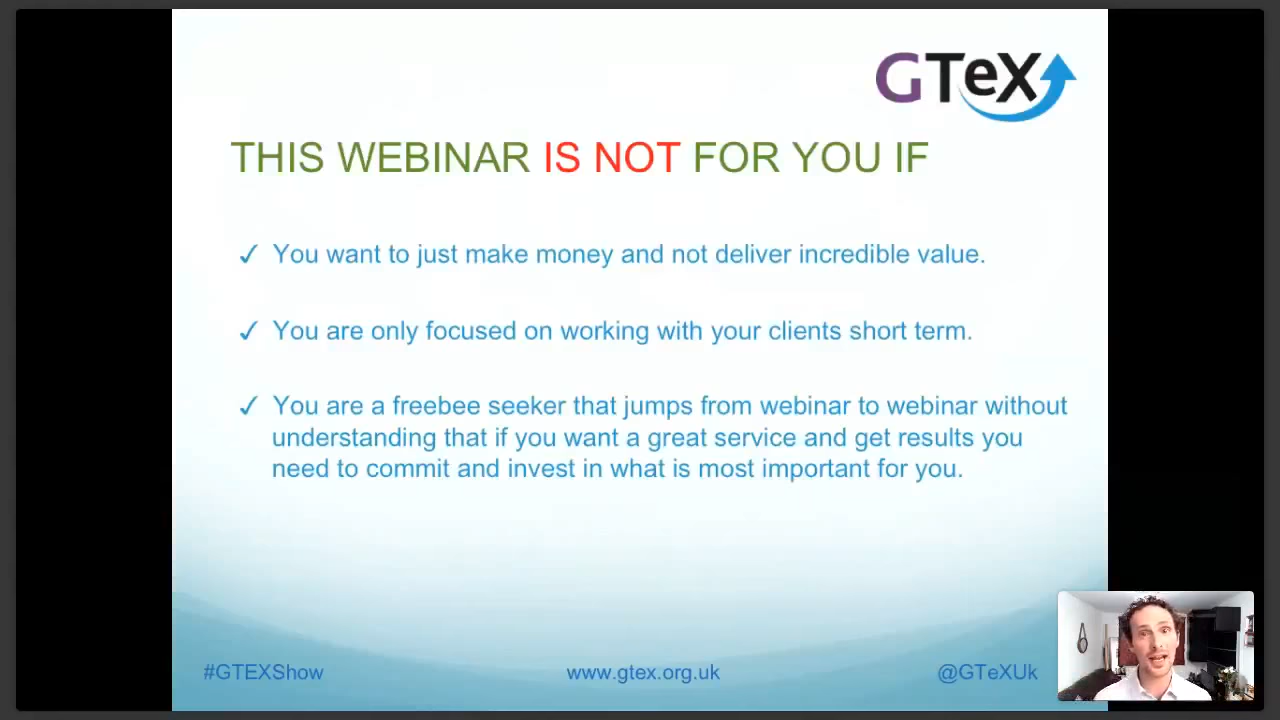 GTeX
THIS WEBINAR IS NOT FOR YOU IF
✓ You want to just make money and not deliver incredible value.
✓ You are only focused on working with your clients short term.
✓ You are a freebee seeker that jumps from webinar to webinar without
understanding that if you want a great service and get results you
need to commit and invest in what is most important for you.
#GTEXShow www.gtex.org.uk @GTeXUk